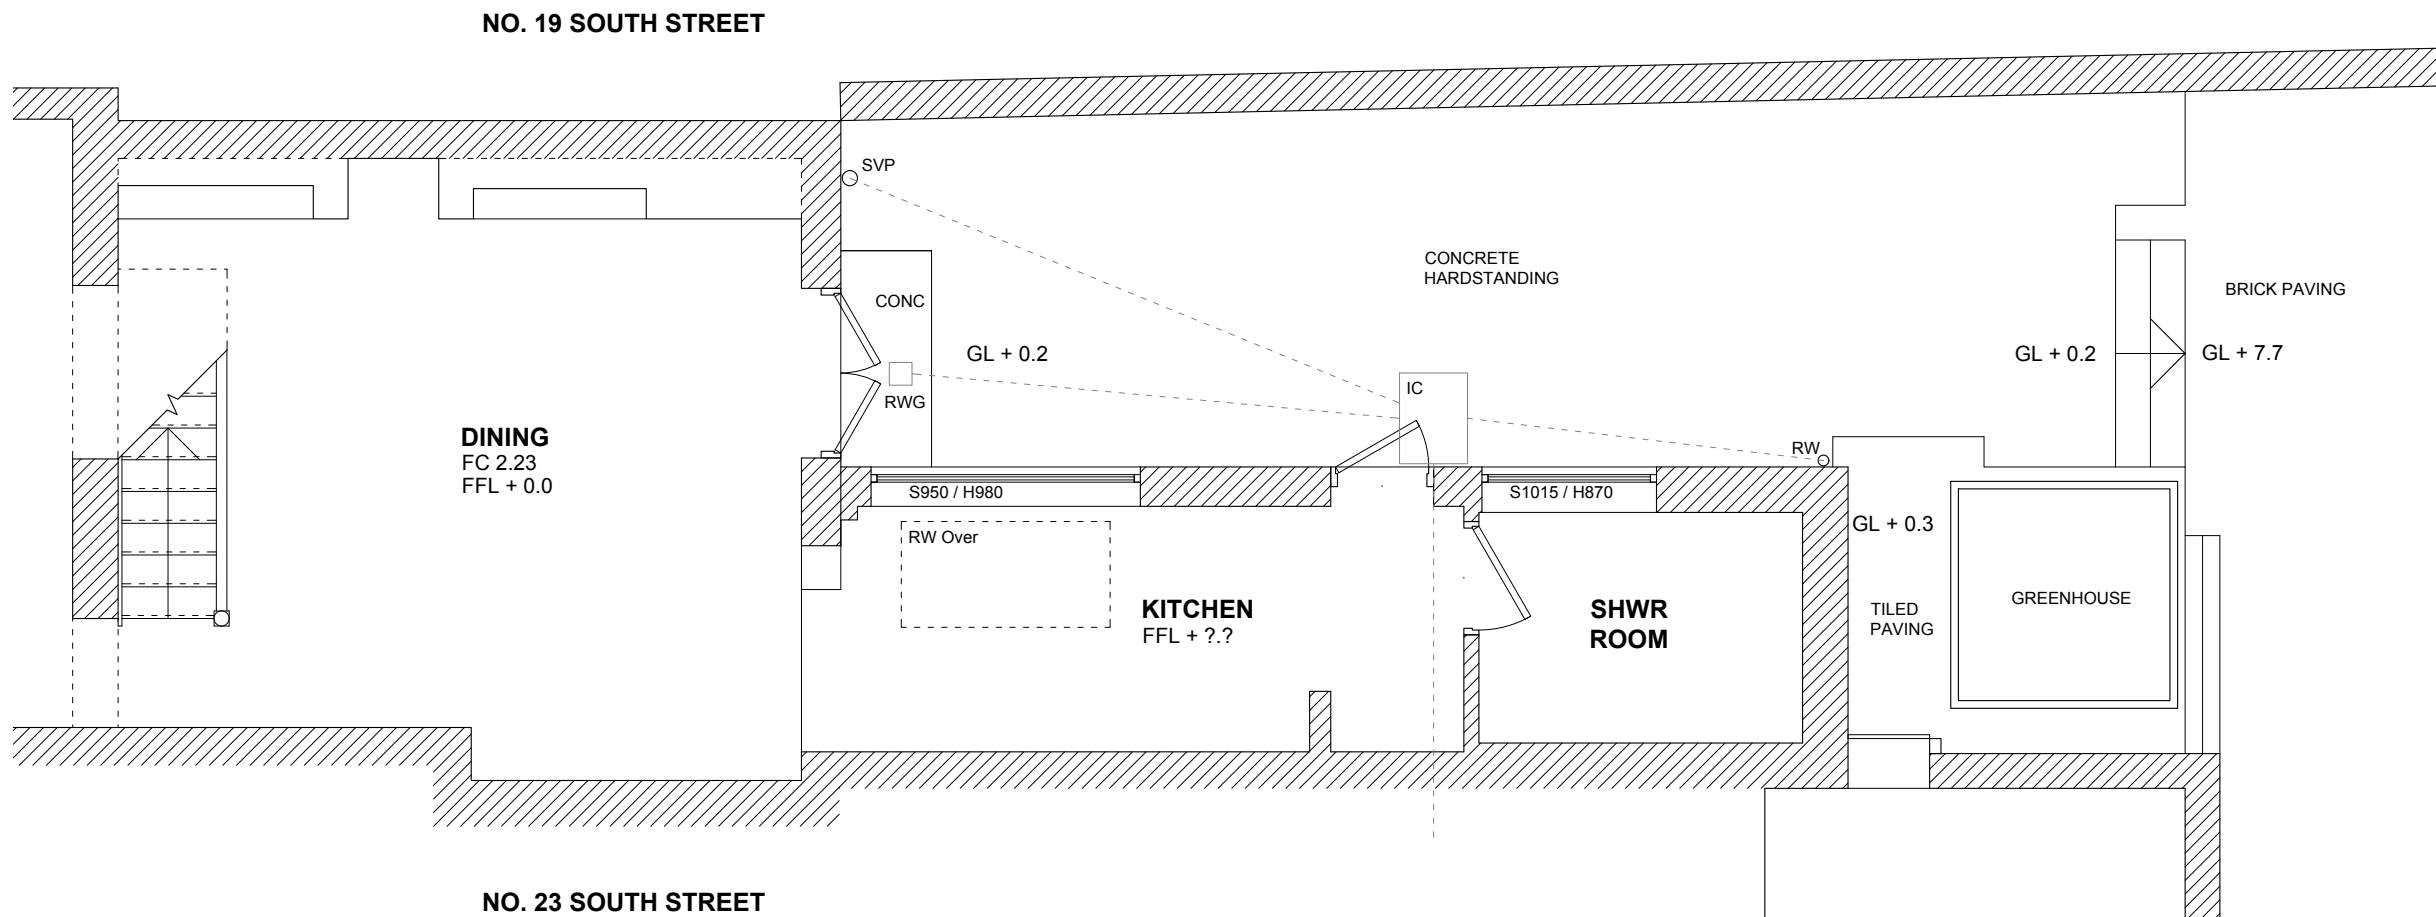 NO. 19 SOUTH STREET
SVP
CONCRETE
HARDSTANDING
CONC
BRICK PAVING
GL + 0.2
GL + 0.2
GL + 7.7
IC
RWG
DINING
FC 2.23
FFL + 0.0
RW
S950 / H980
S1015 / H870
GL + 0.3
RW Over
KITCHEN
FFL + ?.?
SHWR
ROOM
TILED
PAVING
GREENHOUSE
NO. 23 SOUTH STREET